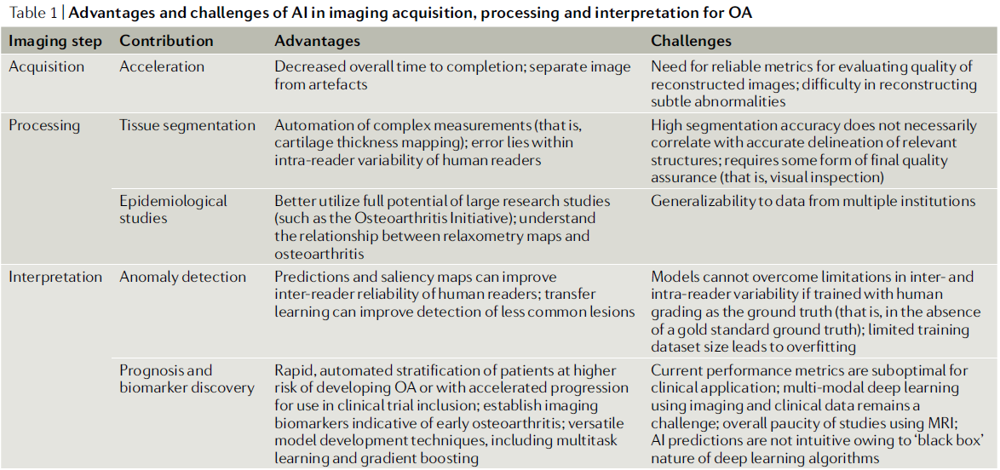 Table 1 | Advantages and challenges of AI in imaging acquisition, processing and interpretation for OA
Imaging step Contribution Advantages Challenges
Acquisition Acceleration Decreased overall time to completion; separate image Need for reliable metrics for evaluating quality of
from artefacts reconstructed images; difficulty in reconstructing
subtle abnormalities
Processing Tissue segmentation Automation of complex measurements (that is, High segmentation accuracy does not necessarily
cartilage thickness mapping); error lies within correlate with accurate delineation of relevant
intra-reader variability of human readers structures; requires some form of final quality
assurance (that is, visual inspection)
Epidemiological Better utilize full potential of large research studies Generalizability to data from multiple institutions
studies (such as the Osteoarthritis Initiative); understand
the relationship between relaxometry maps and
osteoarthritis
Interpretation Anomaly detection Predictions and saliency maps can improve Models cannot overcome limitations in inter- and
inter-reader reliability of human readers; transfer intra-reader variability if trained with human
learning can improve detection of less common lesions grading as the ground truth (that is, in the absence
of a gold standard ground truth); limited training
dataset size leads to overfitting
Prognosis and Rapid, automated stratification of patients at higher Current performance metrics are suboptimal for
biomarker discovery risk of developing OA or with accelerated progression clinical application; multi-modal deep learning
for use in clinical trial inclusion; establish imaging using imaging and clinical data remains a
biomarkers indicative of early osteoarthritis; versatile challenge; overall paucity of studies using MRI;
model development techniques, including multitask AI predictions are not intuitive owing to ‘black box’
learning and gradient boosting nature of deep learning algorithms